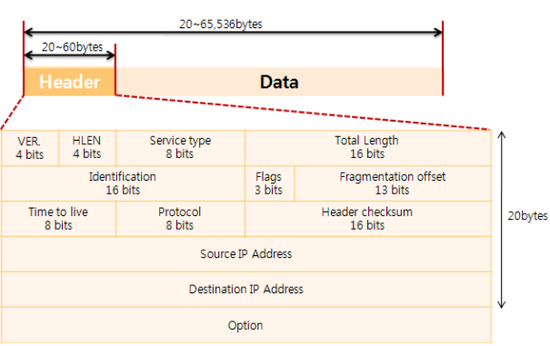 20~65,536bytes
20~60bytes
Header
Data
VER.
4 bits
HLEN
4 bits
Service type
8 bits
Total Length
16 bits
Identification
16 bits
Flags
3 bits
Fragmentation offset
13 bits
Time to live
8 bits
Protocol
8 bits
Header checksum
16 bits
20bytes
Source IP Address
Destination IP Address
Option